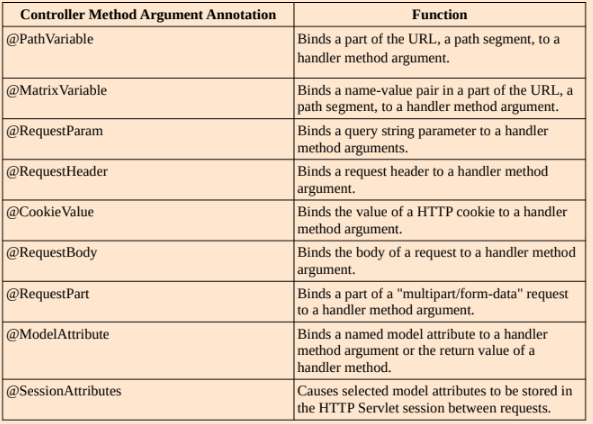 Controller Method Argument Annotation Function
@PathVariable Binds a part of the URL, a path segment, to a
handler method argument.
@MatrixVariable Binds a name-value pair in a part of the URL, a
path segment, to a handler method argument.
@RequestParam Binds a query string parameter to a handler
method arguments.
@RequestHeader Binds a request header to a handler method
argument.
@CookieValue Binds the value of a HTTP cookie to a handler
method argument.
@RequestBody Binds the body of a request to a handler method
argument.
@RequestPart Binds a part of a "multipart/form-data" request
to a handler method argument.
@ModelAttribute Binds a named model attribute to a handler
method argument or the return value of a
handler method.
@SessionAttributes Causes selected model attributes to be stored in
the HTTP Servlet session between requests.